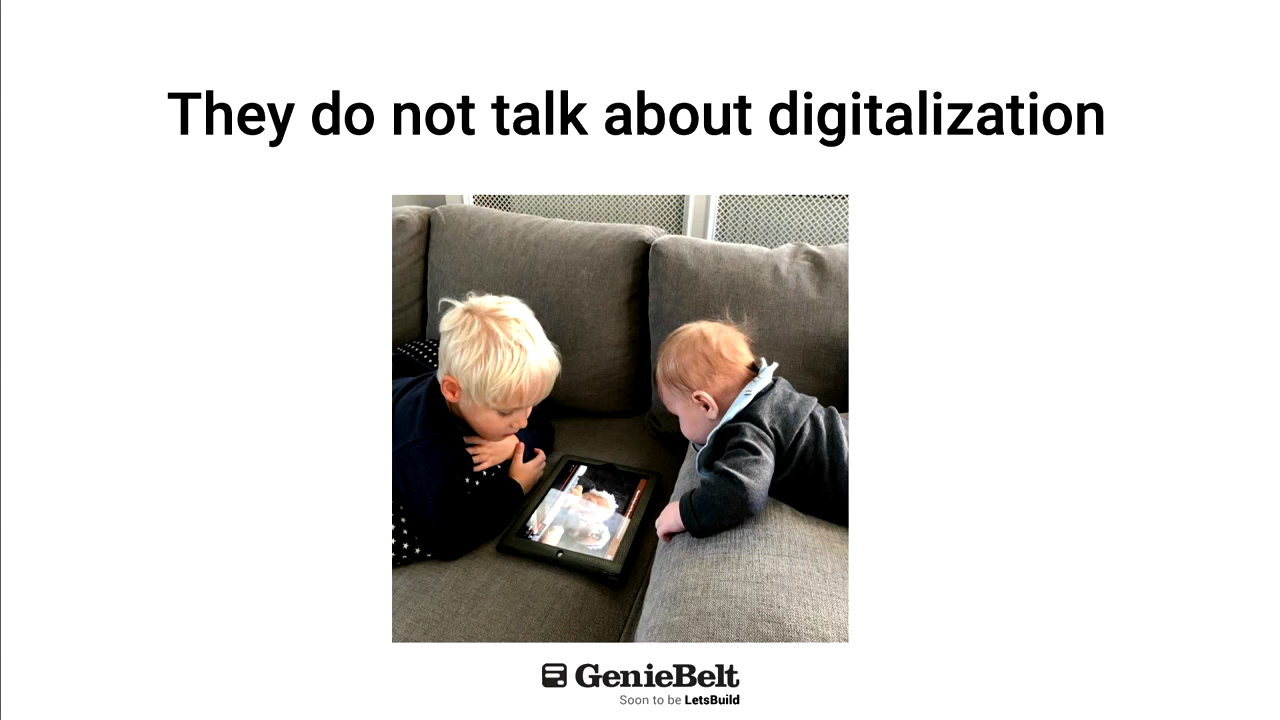 They do not talk about digitalization
GenieBelt
Soon to be LetsBuild